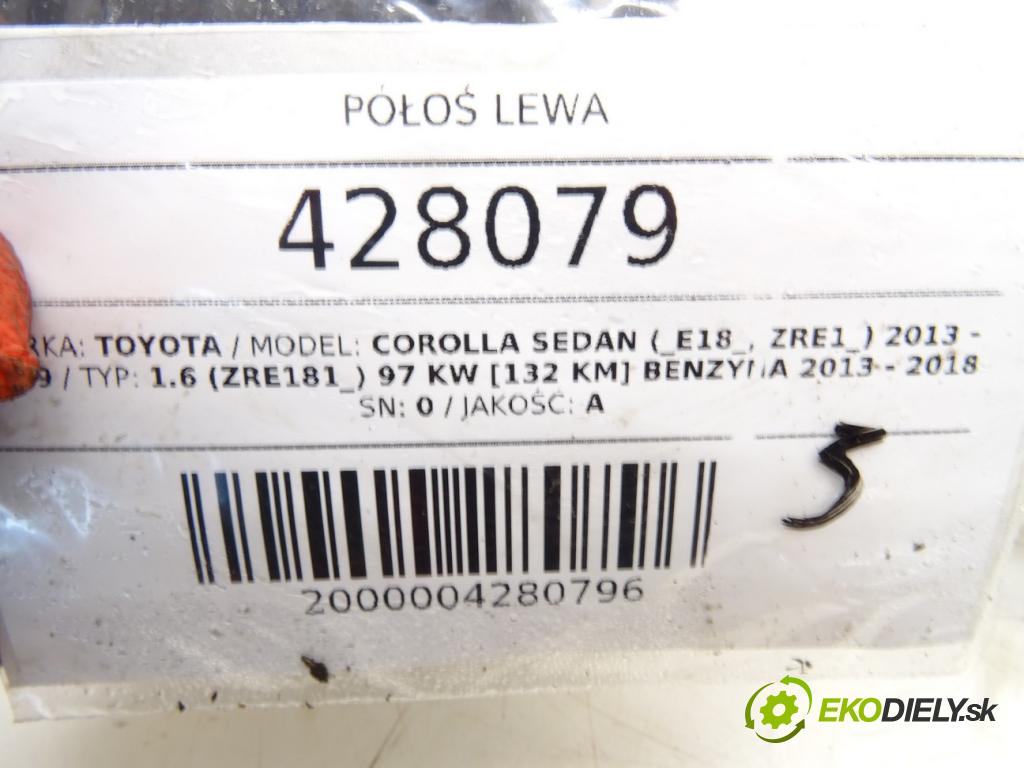 PÓŁOŚ LEWA
428079
RKA: TOYOTA / MODEL: COROLLA SEDAN (_E18_, ZRE1_) 2013 -
9 / TYP: 1.6 (ZRE181_) 97 KW [132 KM] BENZYNA 2013 - 2018
SN: 0 / JAKOŚĆ: A
2000004280796
EKODIELY.sk